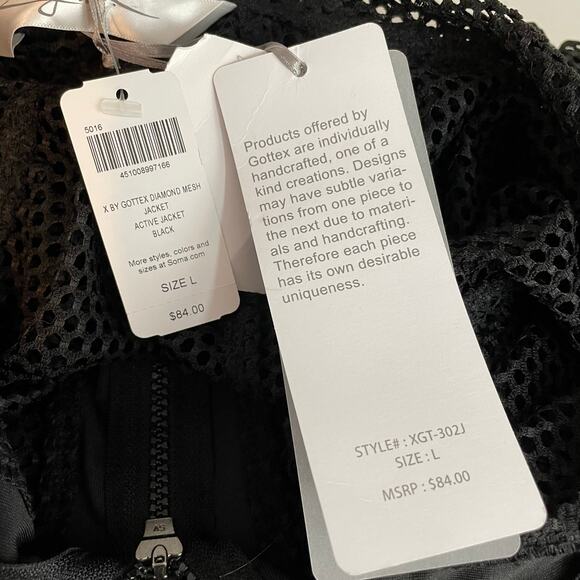 5016
451008997166
X BY GOTTEX DIAMOND MESH
JACKET
ACTIVE JACKET
BLACK
More styles, colors and
sizes at Soma.com
SIZE L
$84.00
Products offered by
Gottex are individually
handcrafted, one of a
kind creations. Designs
may have subtle varia-
tions from one piece to
the next due to materi-
als and handcrafting.
Therefore each piece
has its own desirable
uniqueness.
STYLE# : XGT-302J
SIZE : L
MSRP : $84.00